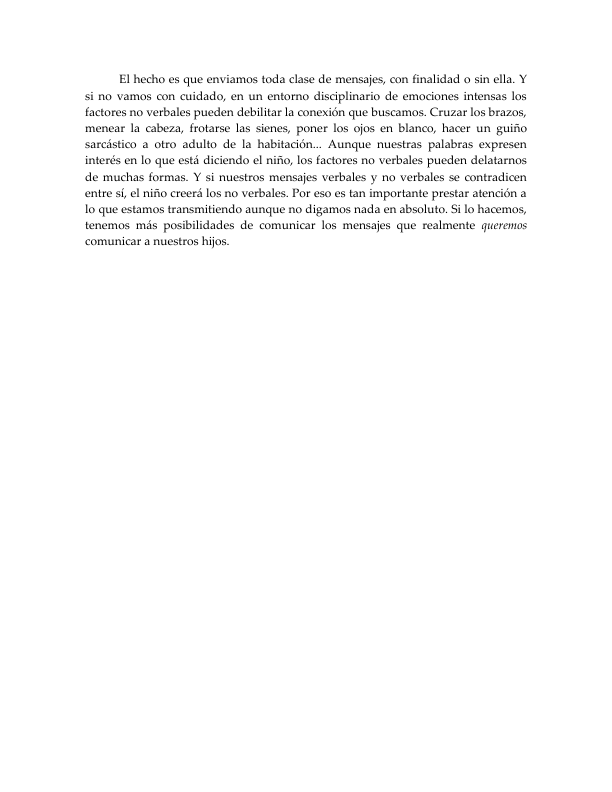 El hecho es que enviamos toda clase de mensajes, con finalidad o sin ella. Y
si no vamos con cuidado, en un entorno disciplinario de emociones intensas los
factores no verbales pueden debilitar la conexión que buscamos. Cruzar los brazos,
menear la cabeza, frotarse las sienes, poner los ojos en blanco, hacer un guiño
sarcástico a otro adulto de la habitación... Aunque nuestras palabras expresen
interés en lo que está diciendo el niño, los factores no verbales pueden delatarnos
de muchas formas. Y si nuestros mensajes verbales y no verbales se contradicen
entre sí, el niño creerá los no verbales. Por eso es tan importante prestar atención a
lo que estamos transmitiendo aunque no digamos nada en absoluto. Si lo hacemos,
tenemos más posibilidades de comunicar los mensajes que realmente queremos
comunicar a nuestros hijos.